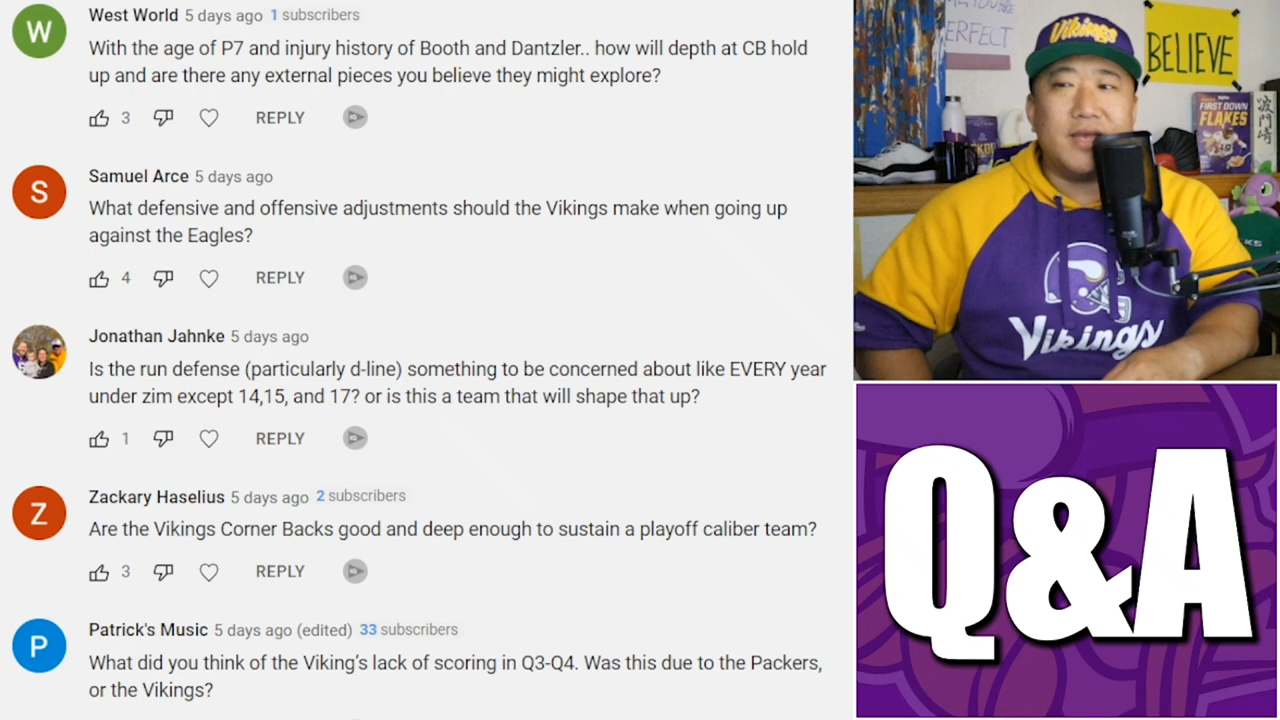 West World 5 days ago 1 subscribers
With the age of P7 and injury history of Booth and Dantzler.. how will depth at CB hold
up and are there any external pieces you believe they might explore?
3 REPLY
Samuel Arce 5 days ago
What defensive and offensive adjustments should the Vikings make when going up
against the Eagles?
4 REPLY
Jonathan Jahnke 5 days ago
Is the run defense (particularly d-line) something to be concerned about like EVERY year
under zim except 14,15, and 17? or is this a team that will shape that up?
1 REPLY
Zackary Haselius 5 days ago 2 subscribers
Are the Vikings Corner Backs good and deep enough to sustain a playoff caliber team?
3 REPLY
Patrick's Music 5 days ago (edited) 33 subscribers
What did you think of the Viking's lack of scoring in Q3-Q4. Was this due to the Packers,
or the Vikings?
W
S
Z
P
PERFECT
Vikings
BELIEVE
FIRST DOWN
FLAKES
波
門
崎
Vikings
Q&A